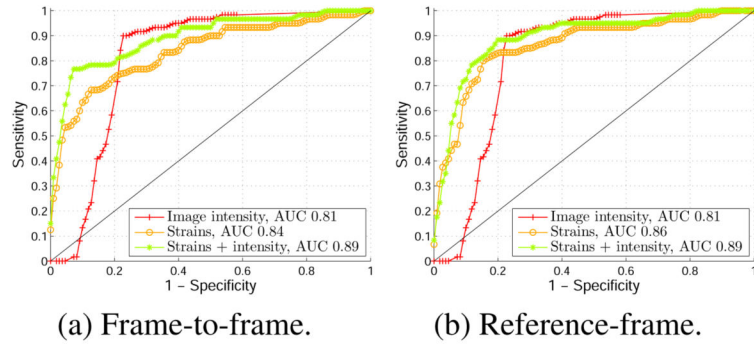 1
0.9
0.8
0.7
0.6
0.5
0.4
0.3
0.2
0.1
0
Sensitivity
Image intensity, AUC 0.81
Strains, AUC 0.84
Strains + intensity, AUC 0.89
0 0.2 0.4 0.6 0.8 1
1 − Specificity
(a) Frame-to-frame.
1
0.9
0.8
0.7
0.6
0.5
0.4
0.3
0.2
0.1
0
Sensitivity
Image intensity, AUC 0.81
Strains, AUC 0.86
Strains + intensity, AUC 0.89
0 0.2 0.4 0.6 0.8 1
1 − Specificity
(b) Reference-frame.